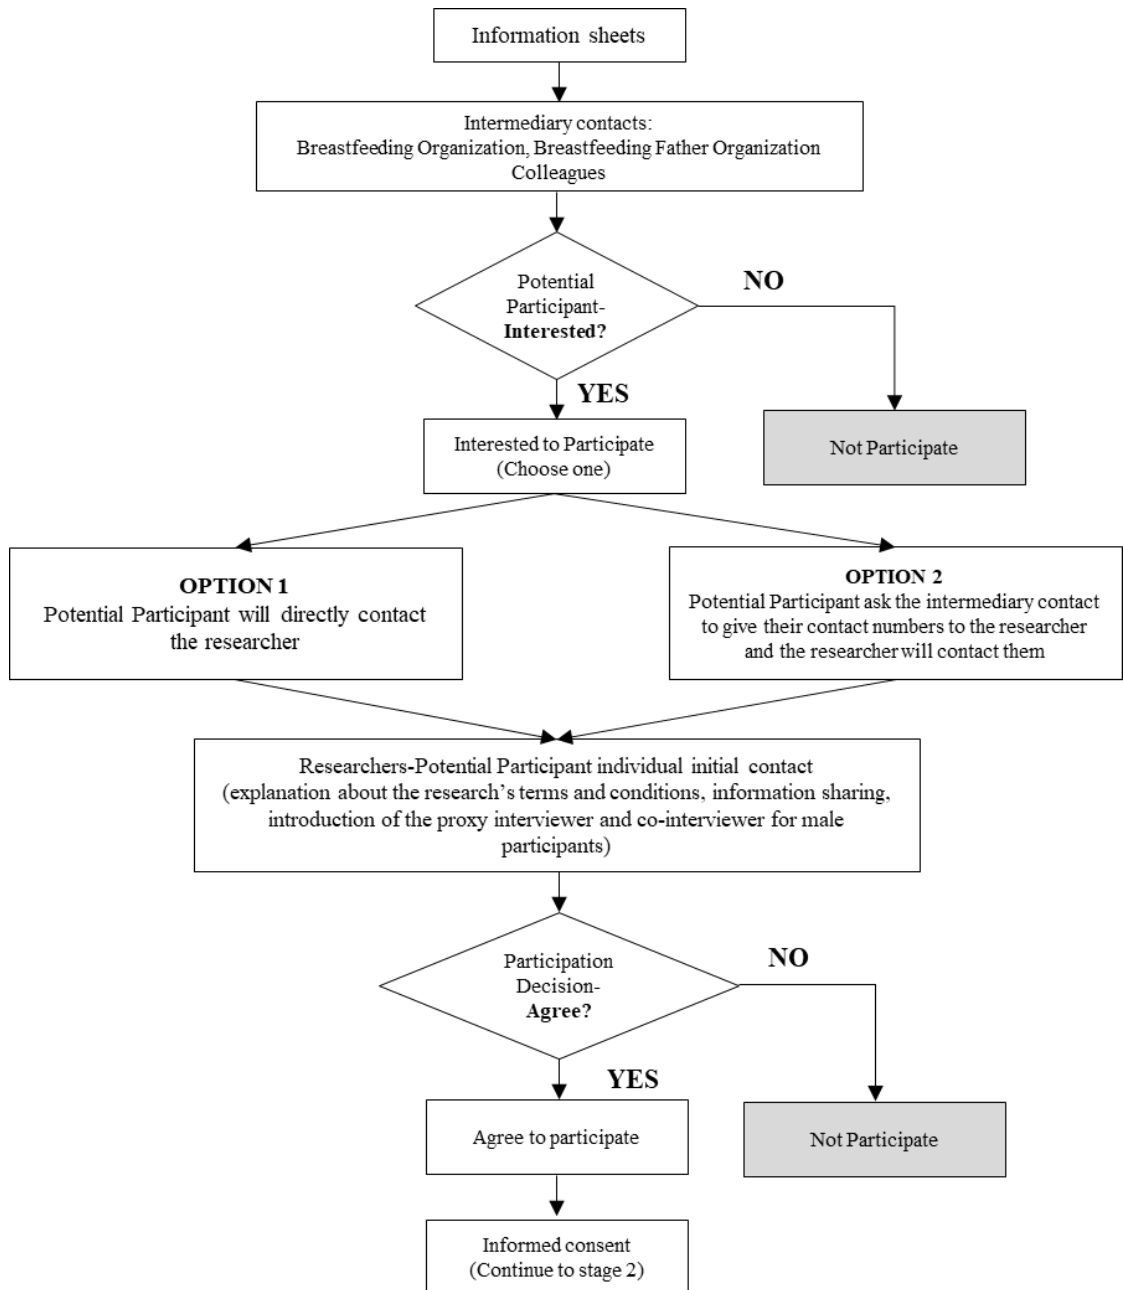 Information sheets
Intermediary contacts:
Breastfeeding Organization, Breastfeeding Father Organization
Colleagues
Potential
Participant-
Interested?
NO
YES
Interested to Participate
(Choose one)
Not Participate
OPTION 1
Potential Participant will directly contact
the researcher
OPTION 2
Potential Participant ask the intermediary contact
to give their contact numbers to the researcher
and the researcher will contact them
Researchers-Potential Participant individual initial contact
(explanation about the research’s terms and conditions, information sharing,
introduction of the proxy interviewer and co-interviewer for male
participants)
Participation
Decision-
Agree?
NO
YES
Agree to participate
Not Participate
Informed consent
(Continue to stage 2)